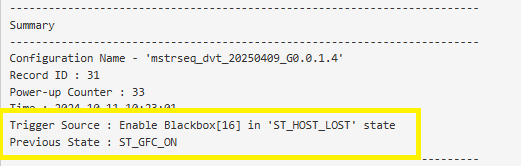 --------------------------------------------------------------------------------
Summary
--------------------------------------------------------------------------------
Configuration Name - 'mstrseq_dvt_20250409_G0.0.1.4'
Record ID : 31
Power-up Counter : 33
Time : 2024-10-11 10:23:01
Trigger Source : Enable Blackbox[16] in 'ST_HOST_LOST' state
Previous State : ST_GFC_ON
--------------------------------------------------------------------------------